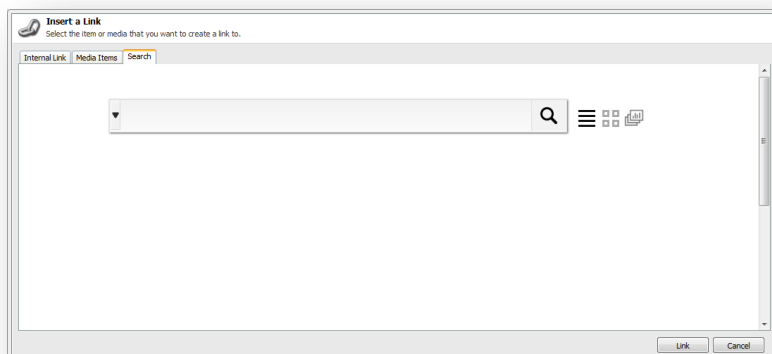 Insert a Link
Select the item or media that you want to create a link to.
Internal Link Media Items Search
Link Cancel